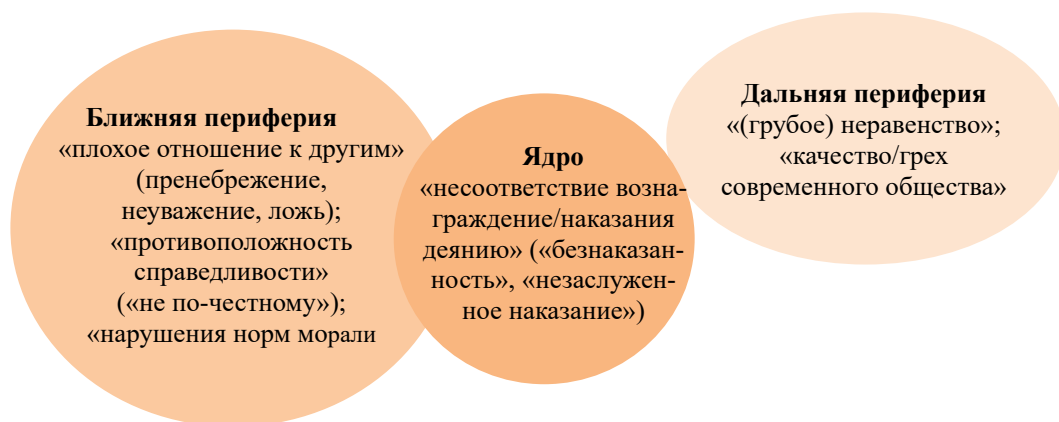 Ближняя периферия
«плохое отношение к другим»
(пренебрежение,
неуважение, ложь);
«противоположность
справедливости»
(«не по-честному»);
«нарушения норм морали
Ядро
«несоответствие возна-
граждение/наказания
деянию» («безнаказан-
ность», «незаслужен-
ное наказание»)
Дальняя периферия
«(грубое) неравенство»;
«качество/грех
современного общества»